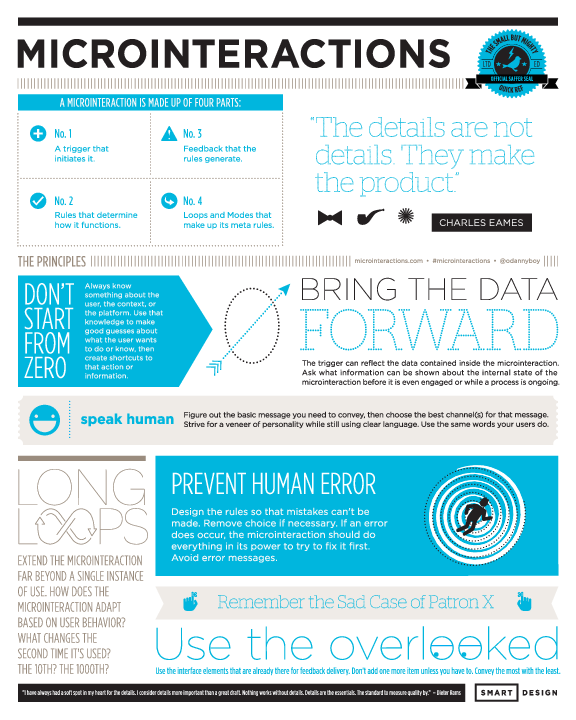 MICROINTERACTIONS
THE SMALL BUT MIGHTY
LTD ED
OFFICIAL SAFFER SEAL
QUICK REF
A MICROINTERACTION IS MADE UP OF FOUR PARTS:
No. 1
A trigger that
initiates it.
No. 3
Feedback that the
rules generate.
No. 2
Rules that determine
how it functions.
No. 4
Loops and Modes that
make up its meta rules.
"The details are not
details. They make
the product."
CHARLES EAMES
THE PRINCIPLES
microinteractions.com • #microinteractions • @odannyboy
DON'T
START
FROM
ZERO
Always know
something about the
user, the context, or
the platform. Use that
knowledge to make
good guesses about
what the user wants
to do or know, then
create shortcuts to
that action or
information.
BRING THE DATA
FORWARD
The trigger can reflect the data contained inside the microinteraction.
Ask what information can be shown about the internal state of the
microinteraction before it is even engaged or while a process is ongoing.
speak human
Figure out the basic message you need to convey, then choose the best channel(s) for that message.
Strive for a veneer of personality while still using clear language. Use the same words your users do.
LONG
LOOPS
EXTEND THE MICROINTERACTION
FAR BEYOND A SINGLE INSTANCE
OF USE. HOW DOES THE
MICROINTERACTION ADAPT
BASED ON USER BEHAVIOR?
WHAT CHANGES THE
SECOND TIME IT'S USED?
THE 10TH? THE 1000TH?
PREVENT HUMAN ERROR
Design the rules so that mistakes can't be
made. Remove choice if necessary. If an error
does occur, the microinteraction should do
everything in its power to try to fix it first.
Avoid error messages.
Remember the Sad Case of Patron X
Use the overlooked
Use the interface elements that are already there for feedback delivery. Don't add one more item unless you have to. Convey the most with the least.
"I have always had a soft spot in my heart for the details. I consider details more important than a great draft. Nothing works without details. Details are the essentials. The standard to measure quality by." – Dieter Rams
SMART DESIGN